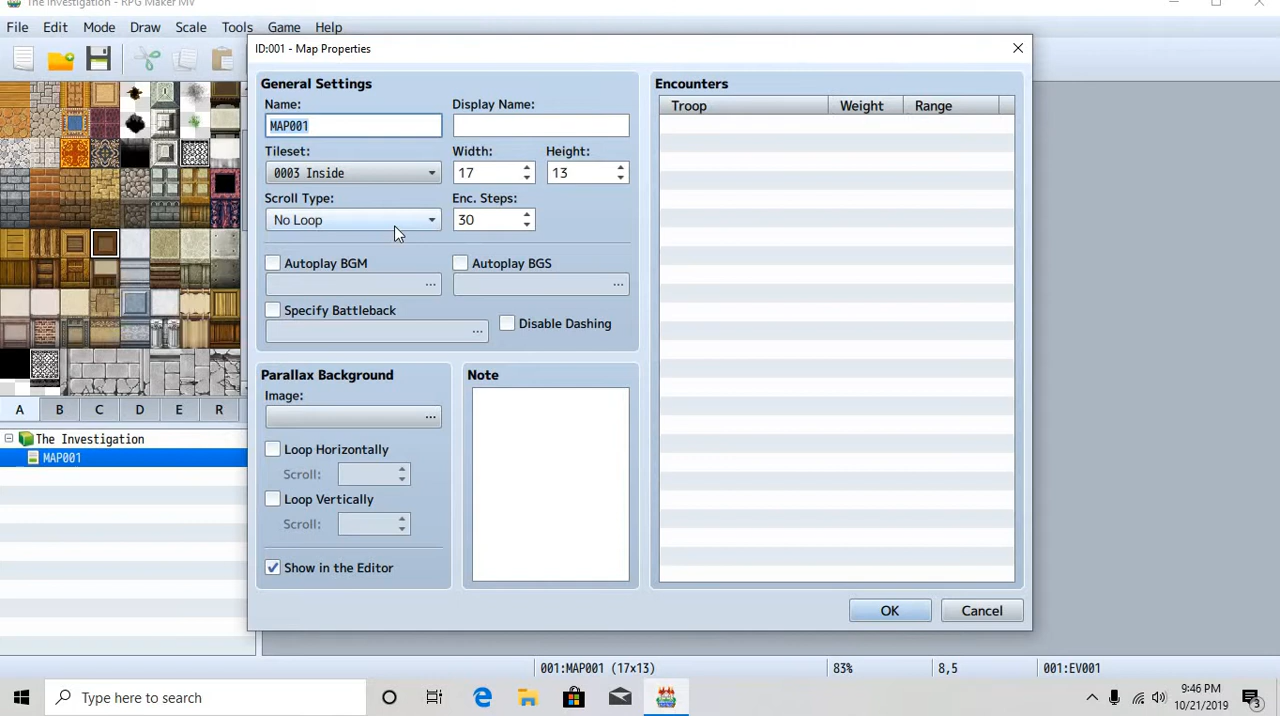 The Investigation - RPG Maker MV
File Edit Mode Draw Scale Tools Game Help
ID:001 - Map Properties
General Settings
Name: Display Name:
MAP001
Tileset: Width: Height:
0003 Inside 17 13
Scroll Type: Enc. Steps:
No Loop 30
Autoplay BGM Autoplay BGS
... ...
Specify Battleback
... Disable Dashing
Parallax Background
Image:
...
Loop Horizontally
Scroll:
Loop Vertically
Scroll:
Show in the Editor
Note
Encounters
Troop Weight Range
OK Cancel
A B C D E R
The Investigation
MAP001
001:MAP001 (17x13) 83% 8,5 001:EV001
Type here to search
9:46 PM
10/21/2019
3